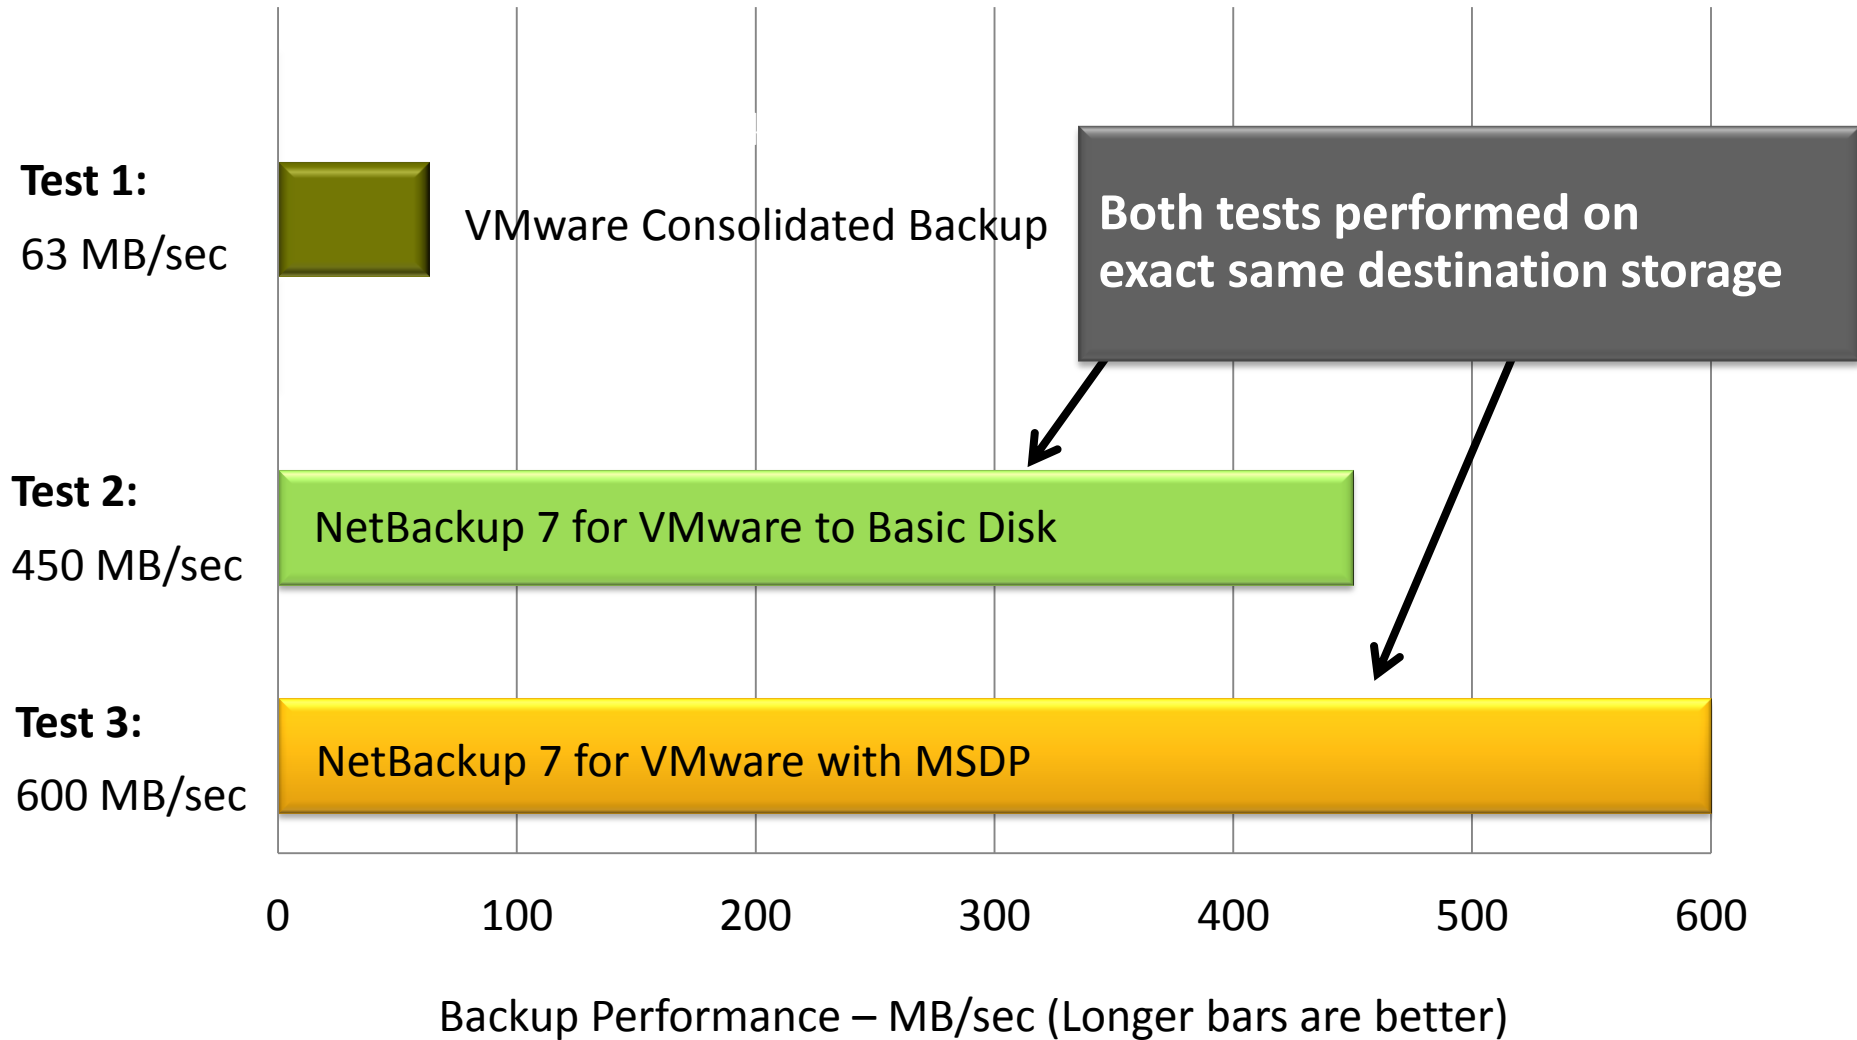 Test 1:
63 MB/sec
VMware Consolidated Backup
Both tests performed on
exact same destination storage
Test 2:
450 MB/sec
NetBackup 7 for VMware to Basic Disk
Test 3:
600 MB/sec
NetBackup 7 for VMware with MSDP
0 100 200 300 400 500 600
Backup Performance – MB/sec (Longer bars are better)